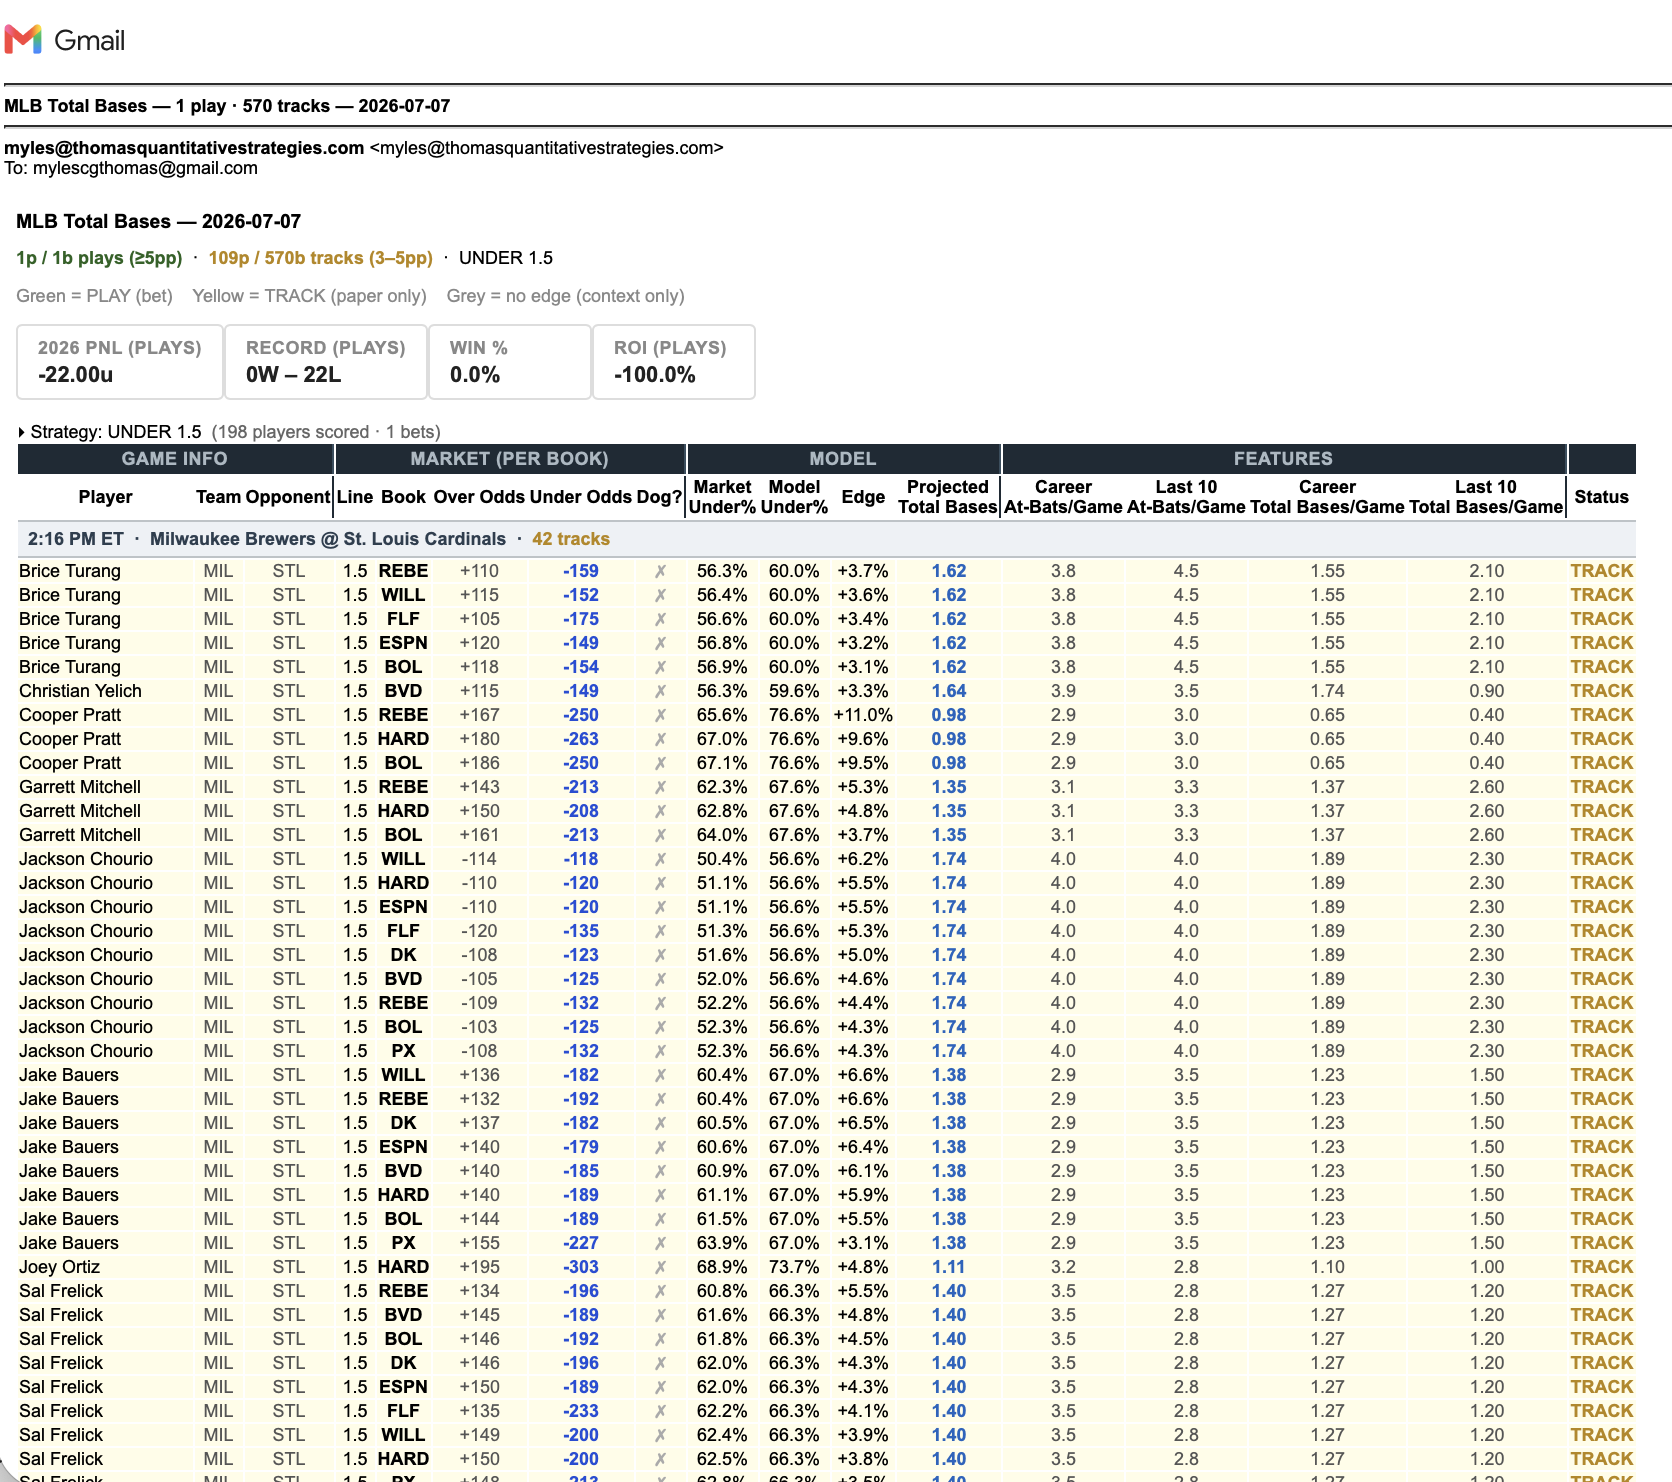 Gmail
MLB Total Bases — 1 play · 570 tracks — 2026-07-07
myles@thomasquantitativestrategies.com <myles@thomasquantitativestrategies.com>
To: mylescgthomas@gmail.com
MLB Total Bases — 2026-07-07
1p / 1b plays (≥5pp) · 109p / 570b tracks (3–5pp) · UNDER 1.5
Green = PLAY (bet) Yellow = TRACK (paper only) Grey = no edge (context only)
2026 PNL (PLAYS) RECORD (PLAYS) WIN % ROI (PLAYS)
-22.00u 0W – 22L 0.0% -100.0%
Strategy: UNDER 1.5 (198 players scored · 1 bets)
GAME INFO MARKET (PER BOOK) MODEL FEATURES
Player Team Opponent Line Book Over Odds Under Odds Dog? Market Under% Model Under% Edge Projected Total Bases Career At-Bats/Game Last 10 At-Bats/Game Career Total Bases/Game Last 10 Total Bases/Game Status
2:16 PM ET · Milwaukee Brewers @ St. Louis Cardinals · 42 tracks
Brice Turang MIL STL 1.5 REBE +110 -159 ✗ 56.3% 60.0% +3.7% 1.62 3.8 4.5 1.55 2.10 TRACK
Brice Turang MIL STL 1.5 WILL +115 -152 ✗ 56.4% 60.0% +3.6% 1.62 3.8 4.5 1.55 2.10 TRACK
Brice Turang MIL STL 1.5 FLF +105 -175 ✗ 56.6% 60.0% +3.4% 1.62 3.8 4.5 1.55 2.10 TRACK
Brice Turang MIL STL 1.5 ESPN +120 -149 ✗ 56.8% 60.0% +3.2% 1.62 3.8 4.5 1.55 2.10 TRACK
Brice Turang MIL STL 1.5 BOL +118 -154 ✗ 56.9% 60.0% +3.1% 1.62 3.8 4.5 1.55 2.10 TRACK
Christian Yelich MIL STL 1.5 BVD +115 -149 ✗ 56.3% 59.6% +3.3% 1.64 3.9 3.5 1.74 0.90 TRACK
Cooper Pratt MIL STL 1.5 REBE +167 -250 ✗ 65.6% 76.6% +11.0% 0.98 2.9 3.0 0.65 0.40 TRACK
Cooper Pratt MIL STL 1.5 HARD +180 -263 ✗ 67.0% 76.6% +9.6% 0.98 2.9 3.0 0.65 0.40 TRACK
Cooper Pratt MIL STL 1.5 BOL +186 -250 ✗ 67.1% 76.6% +9.5% 0.98 2.9 3.0 0.65 0.40 TRACK
Garrett Mitchell MIL STL 1.5 REBE +143 -213 ✗ 62.3% 67.6% +5.3% 1.35 3.1 3.3 1.37 2.60 TRACK
Garrett Mitchell MIL STL 1.5 HARD +150 -208 ✗ 62.8% 67.6% +4.8% 1.35 3.1 3.3 1.37 2.60 TRACK
Garrett Mitchell MIL STL 1.5 BOL +161 -213 ✗ 64.0% 67.6% +3.7% 1.35 3.1 3.3 1.37 2.60 TRACK
Jackson Chourio MIL STL 1.5 WILL -114 -118 ✗ 50.4% 56.6% +6.2% 1.74 4.0 4.0 1.89 2.30 TRACK
Jackson Chourio MIL STL 1.5 HARD -110 -120 ✗ 51.1% 56.6% +5.5% 1.74 4.0 4.0 1.89 2.30 TRACK
Jackson Chourio MIL STL 1.5 ESPN -110 -120 ✗ 51.1% 56.6% +5.5% 1.74 4.0 4.0 1.89 2.30 TRACK
Jackson Chourio MIL STL 1.5 FLF -120 -135 ✗ 51.3% 56.6% +5.3% 1.74 4.0 4.0 1.89 2.30 TRACK
Jackson Chourio MIL STL 1.5 DK -108 -123 ✗ 51.6% 56.6% +5.0% 1.74 4.0 4.0 1.89 2.30 TRACK
Jackson Chourio MIL STL 1.5 BVD -105 -125 ✗ 52.0% 56.6% +4.6% 1.74 4.0 4.0 1.89 2.30 TRACK
Jackson Chourio MIL STL 1.5 REBE -109 -132 ✗ 52.2% 56.6% +4.4% 1.74 4.0 4.0 1.89 2.30 TRACK
Jackson Chourio MIL STL 1.5 BOL -103 -125 ✗ 52.3% 56.6% +4.3% 1.74 4.0 4.0 1.89 2.30 TRACK
Jackson Chourio MIL STL 1.5 PX -108 -132 ✗ 52.3% 56.6% +4.3% 1.74 4.0 4.0 1.89 2.30 TRACK
Jake Bauers MIL STL 1.5 WILL +136 -182 ✗ 60.4% 67.0% +6.6% 1.38 2.9 3.5 1.23 1.50 TRACK
Jake Bauers MIL STL 1.5 REBE +132 -192 ✗ 60.4% 67.0% +6.6% 1.38 2.9 3.5 1.23 1.50 TRACK
Jake Bauers MIL STL 1.5 DK +137 -182 ✗ 60.5% 67.0% +6.5% 1.38 2.9 3.5 1.23 1.50 TRACK
Jake Bauers MIL STL 1.5 ESPN +140 -179 ✗ 60.6% 67.0% +6.4% 1.38 2.9 3.5 1.23 1.50 TRACK
Jake Bauers MIL STL 1.5 BVD +140 -185 ✗ 60.9% 67.0% +6.1% 1.38 2.9 3.5 1.23 1.50 TRACK
Jake Bauers MIL STL 1.5 HARD +140 -189 ✗ 61.1% 67.0% +5.9% 1.38 2.9 3.5 1.23 1.50 TRACK
Jake Bauers MIL STL 1.5 BOL +144 -189 ✗ 61.5% 67.0% +5.5% 1.38 2.9 3.5 1.23 1.50 TRACK
Jake Bauers MIL STL 1.5 PX +155 -227 ✗ 63.9% 67.0% +3.1% 1.38 2.9 3.5 1.23 1.50 TRACK
Joey Ortiz MIL STL 1.5 HARD +195 -303 ✗ 68.9% 73.7% +4.8% 1.11 3.2 2.8 1.10 1.00 TRACK
Sal Frelick MIL STL 1.5 REBE +134 -196 ✗ 60.8% 66.3% +5.5% 1.40 3.5 2.8 1.27 1.20 TRACK
Sal Frelick MIL STL 1.5 BVD +145 -189 ✗ 61.6% 66.3% +4.8% 1.40 3.5 2.8 1.27 1.20 TRACK
Sal Frelick MIL STL 1.5 BOL +146 -192 ✗ 61.8% 66.3% +4.5% 1.40 3.5 2.8 1.27 1.20 TRACK
Sal Frelick MIL STL 1.5 DK +146 -196 ✗ 62.0% 66.3% +4.3% 1.40 3.5 2.8 1.27 1.20 TRACK
Sal Frelick MIL STL 1.5 ESPN +150 -189 ✗ 62.0% 66.3% +4.3% 1.40 3.5 2.8 1.27 1.20 TRACK
Sal Frelick MIL STL 1.5 FLF +135 -233 ✗ 62.2% 66.3% +4.1% 1.40 3.5 2.8 1.27 1.20 TRACK
Sal Frelick MIL STL 1.5 WILL +149 -200 ✗ 62.4% 66.3% +3.9% 1.40 3.5 2.8 1.27 1.20 TRACK
Sal Frelick MIL STL 1.5 HARD +150 -200 ✗ 62.5% 66.3% +3.8% 1.40 3.5 2.8 1.27 1.20 TRACK